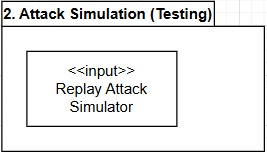 2. Attack Simulation (Testing)
<<input>>
Replay Attack
Simulator